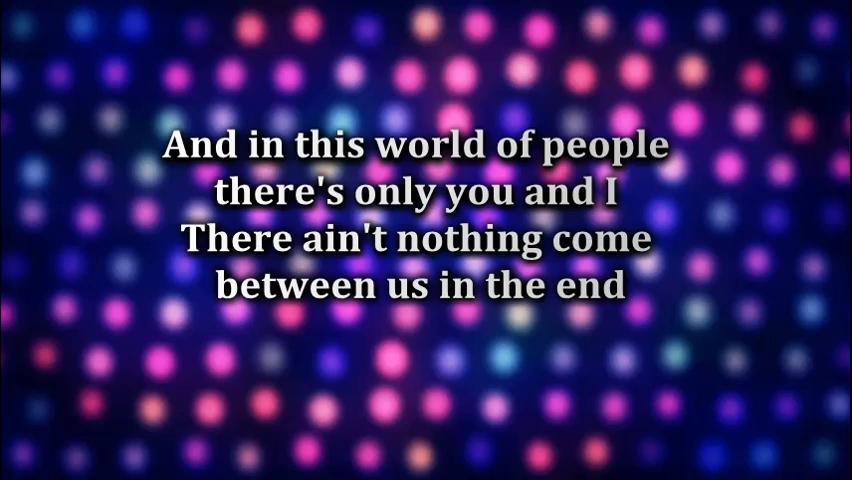 And in this world of people
there's only you and I
There ain't nothing come
between us in the end